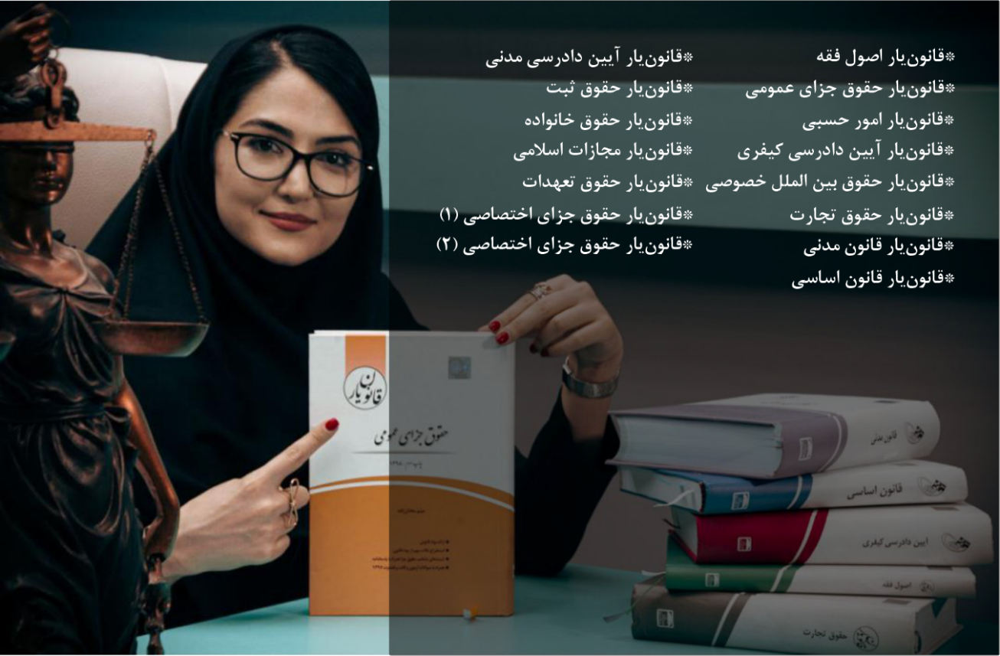 ❊قانون‌یار اصول فقه
❊قانون‌یار حقوق جزای عمومی
❊قانون‌یار امور حسبی
❊قانون‌یار آیین دادرسی کیفری
❊قانون‌یار حقوق بین الملل خصوصی
❊قانون‌یار حقوق تجارت
❊قانون‌یار قانون مدنی
❊قانون‌یار قانون اساسی
❊قانون‌یار آیین دادرسی مدنی
❊قانون‌یار حقوق ثبت
❊قانون‌یار حقوق خانواده
❊قانون‌یار مجازات اسلامی
❊قانون‌یار حقوق تعهدات
❊قانون‌یار حقوق جزای اختصاصی (۱)
❊قانون‌یار حقوق جزای اختصاصی (۲)
قانون یار
حقوق جزای عمومی
قانون مدنی
قانون اساسی
آیین دادرسی کیفری
اصول فقه
حقوق تجارت